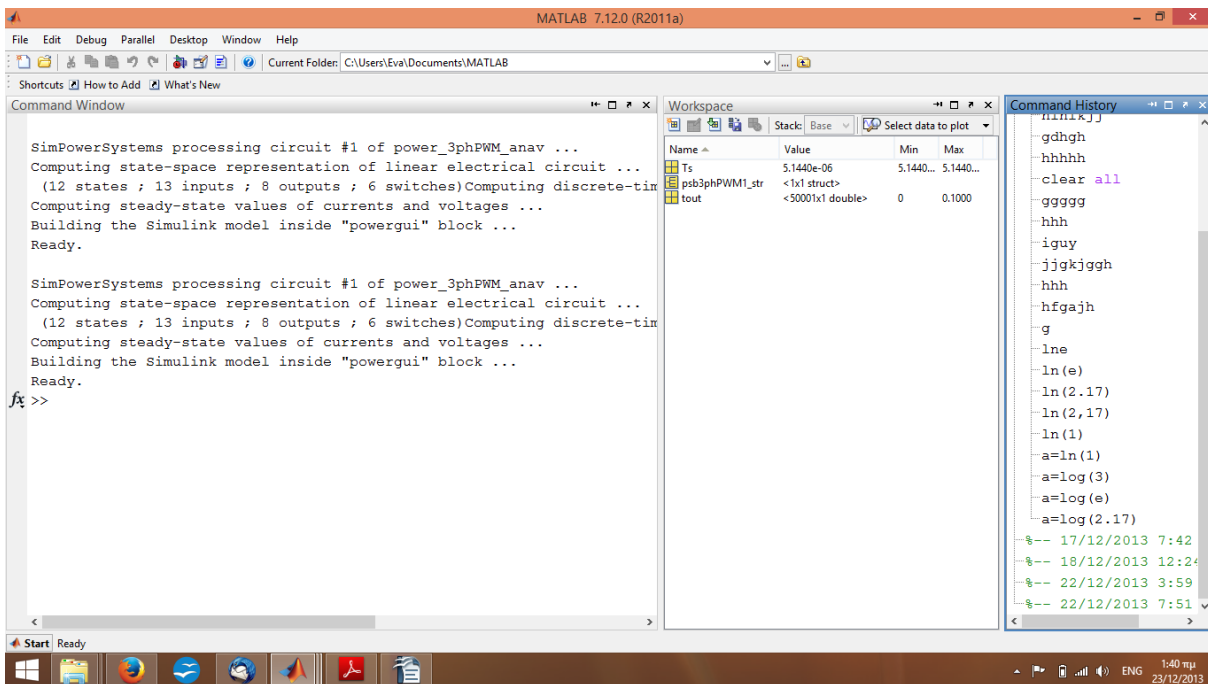 MATLAB 7.12.0 (R2011a)
File Edit Debug Parallel Desktop Window Help
Current Folder: C:\Users\Eva\Documents\MATLAB
Shortcuts How to Add What's New
Command Window
SimPowerSystems processing circuit #1 of power_3phPWM_anav ...
Computing state-space representation of linear electrical circuit ...
(12 states ; 13 inputs ; 8 outputs ; 6 switches)Computing discrete-tim
Computing steady-state values of currents and voltages ...
Building the Simulink model inside "powergui" block ...
Ready.
SimPowerSystems processing circuit #1 of power_3phPWM_anav ...
Computing state-space representation of linear electrical circuit ...
(12 states ; 13 inputs ; 8 outputs ; 6 switches)Computing discrete-tim
Computing steady-state values of currents and voltages ...
Building the Simulink model inside "powergui" block ...
Ready.
fx >>
Workspace
Stack: Base Select data to plot
Name Value Min Max
Ts 5.1440e-06 5.1440... 5.1440...
psb3phPWM1_str <1x1 struct>
tout <50001x1 double> 0 0.1000
Command History
gdhgh
hhhhh
clear all
ggggg
hhh
iguy
jjgkjggh
hhh
hfgajh
g
lne
ln(e)
ln(2.17)
ln(2,17)
ln(1)
a=ln(1)
a=log(3)
a=log(e)
a=log(2.17)
%-- 17/12/2013 7:42
%-- 18/12/2013 12:24
%-- 22/12/2013 3:59
%-- 22/12/2013 7:51
Start Ready
ENG
1:40 πμ
23/12/2013